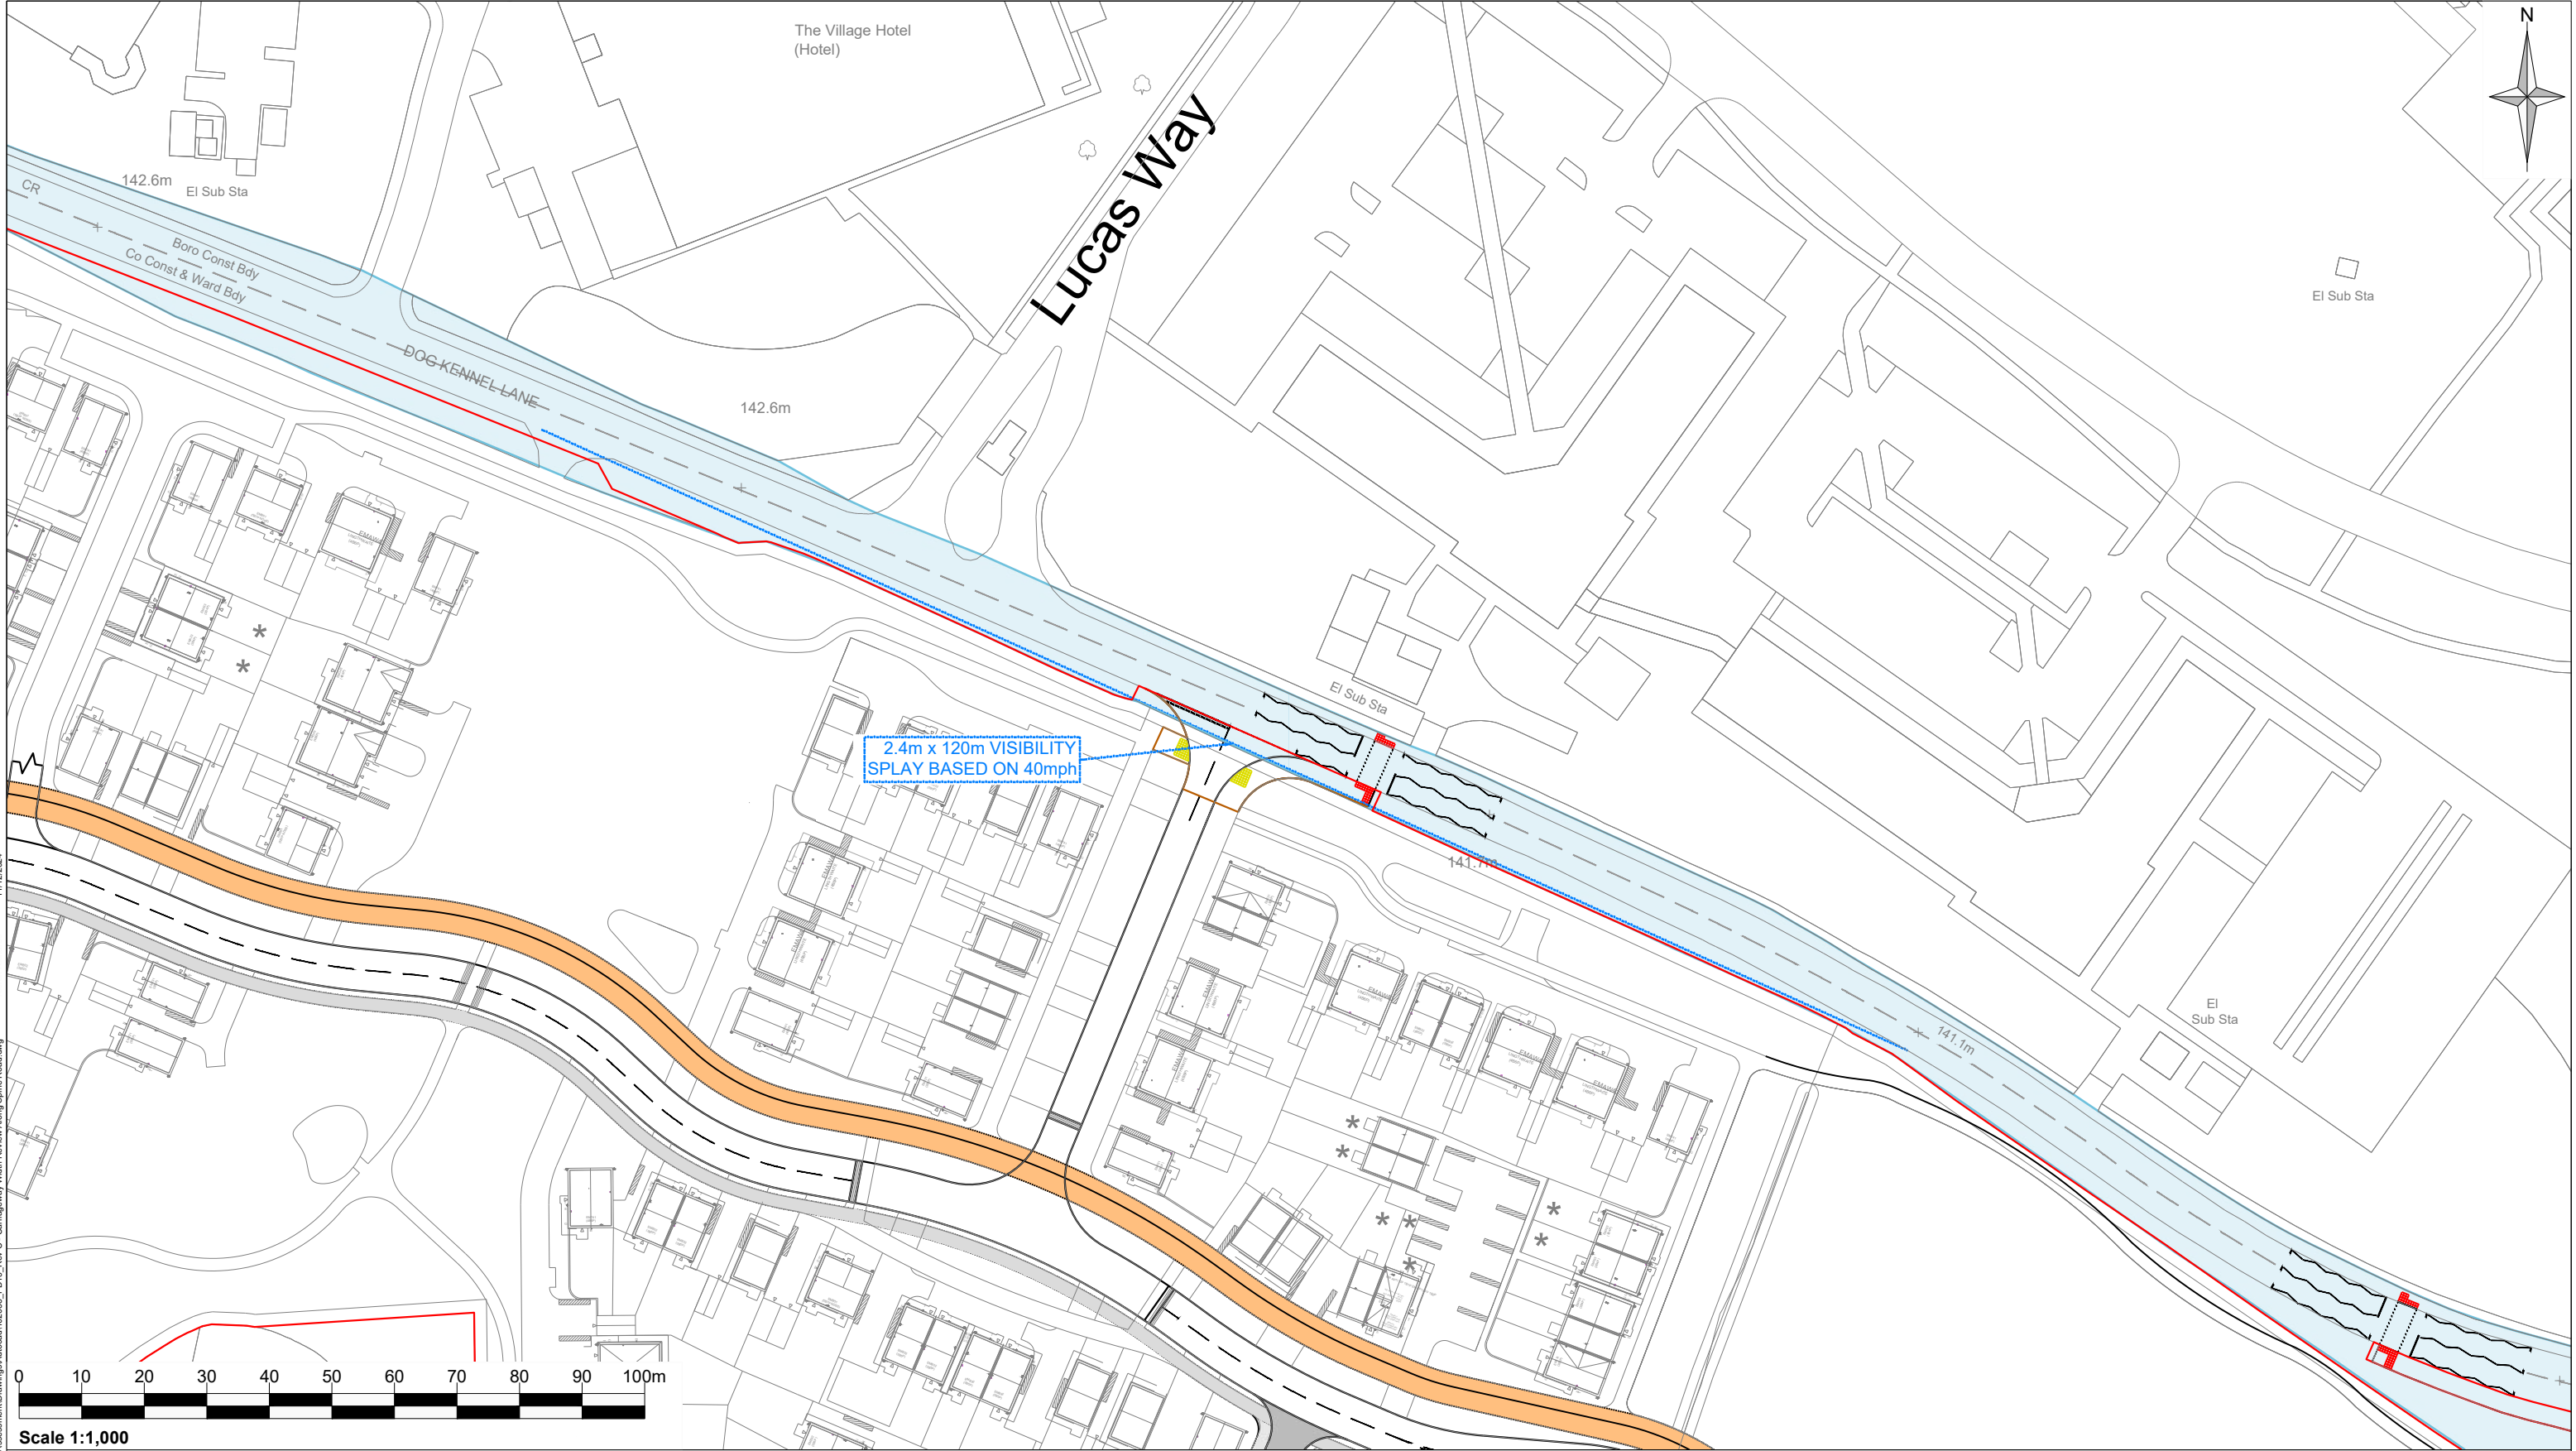 The Village Hotel
(Hotel)
N
Lucas Way
CR
142.6m
El Sub Sta
Boro Const Bdy
Co Const & Ward Bdy
DOG KENNEL LANE
142.6m
El Sub Sta
El Sub Sta
2.4m x 120m VISIBILITY
SPLAY BASED ON 40mph
141.7m
141.1m
El
Sub Sta
0 10 20 30 40 50 60 70 80 90 100m
Scale 1:1,000